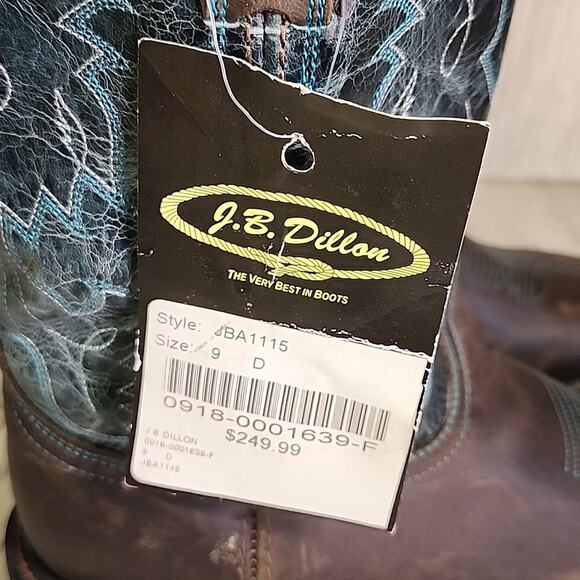 J.B. Dillon
THE VERY BEST IN BOOTS
Style: JBA1115
Size: 9 D
0918-0001639-F
$249.99
J B DILLON
0918-0001639-F
9 D
JBA1115